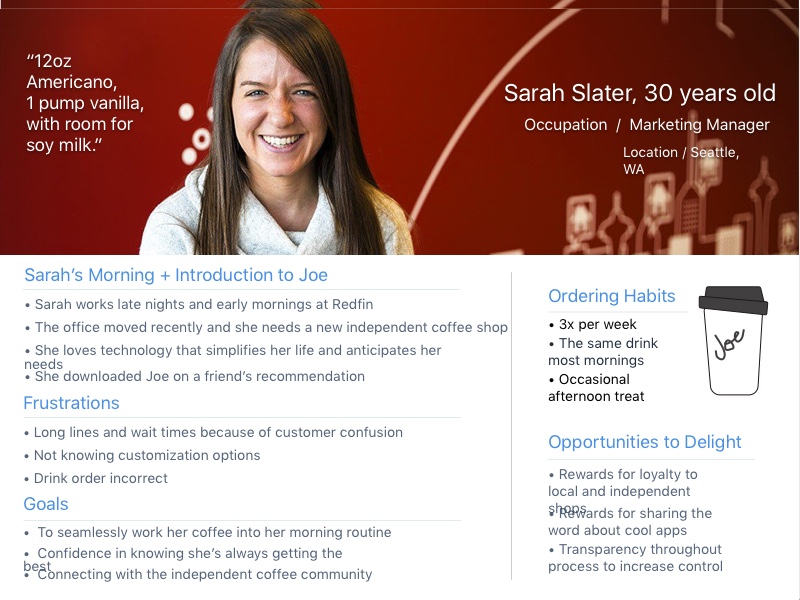 “12oz
Americano,
1 pump vanilla,
with room for
soy milk.”
Sarah Slater, 30 years old
Occupation / Marketing Manager
Location / Seattle,
WA
Sarah’s Morning + Introduction to Joe
• Sarah works late nights and early mornings at Redfin
• The office moved recently and she needs a new independent coffee shop
• She loves technology that simplifies her life and anticipates her
needs
• She downloaded Joe on a friend’s recommendation
Frustrations
• Long lines and wait times because of customer confusion
• Not knowing customization options
• Drink order incorrect
Goals
• To seamlessly work her coffee into her morning routine
• Confidence in knowing she’s always getting the
best
• Connecting with the independent coffee community
Ordering Habits
• 3x per week
• The same drink
most mornings
• Occasional
afternoon treat
Joe
Opportunities to Delight
• Rewards for loyalty to
local and independent
shops
• Rewards for sharing the
word about cool apps
• Transparency throughout
process to increase control